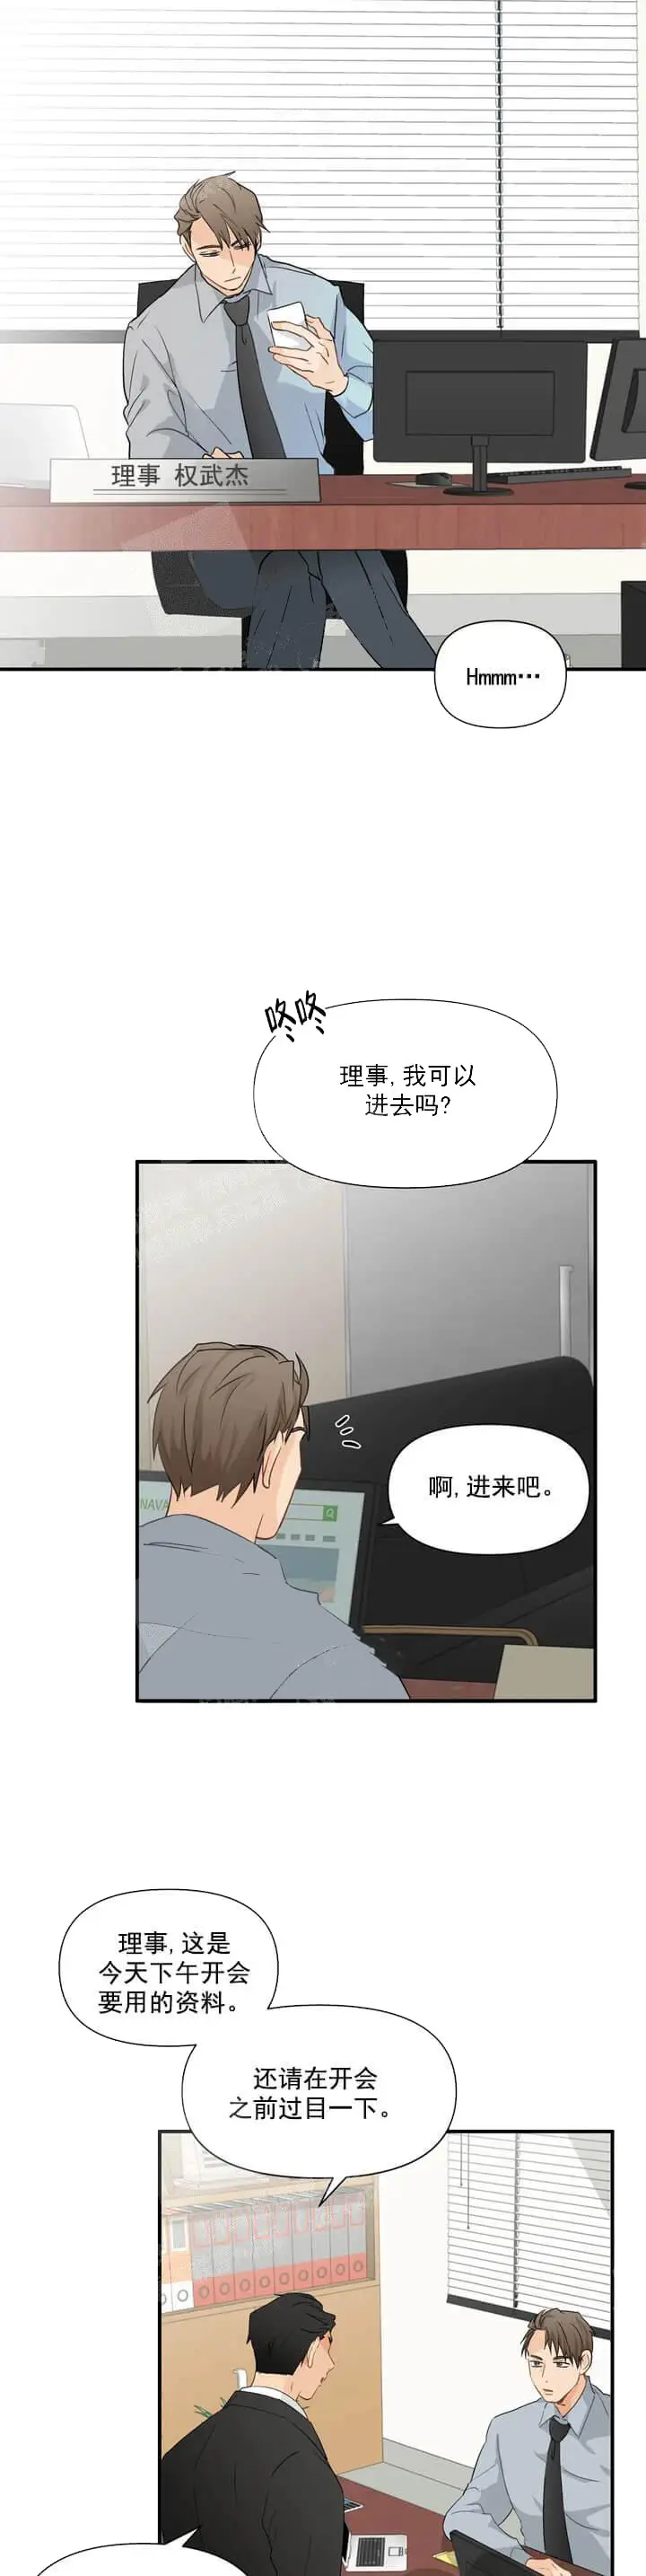 理事 权武杰
Hmmm…
咚咚
理事,我可以
进去吗?
NAVA
啊,进来吧。
理事,这是
今天下午开会
要用的资料。
还请在开会
之前过目一下。